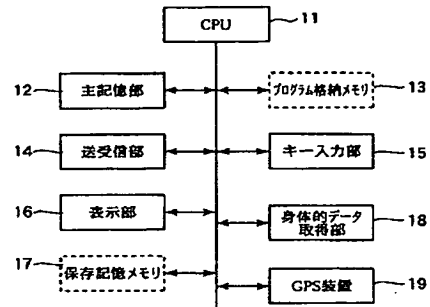 CPU
11
12
主記憶部
プログラム格納メモリ
13
14
送受信部
キー入力部
15
16
表示部
身体的データ
取得部
18
17
保存記憶メモリ
GPS装置
19